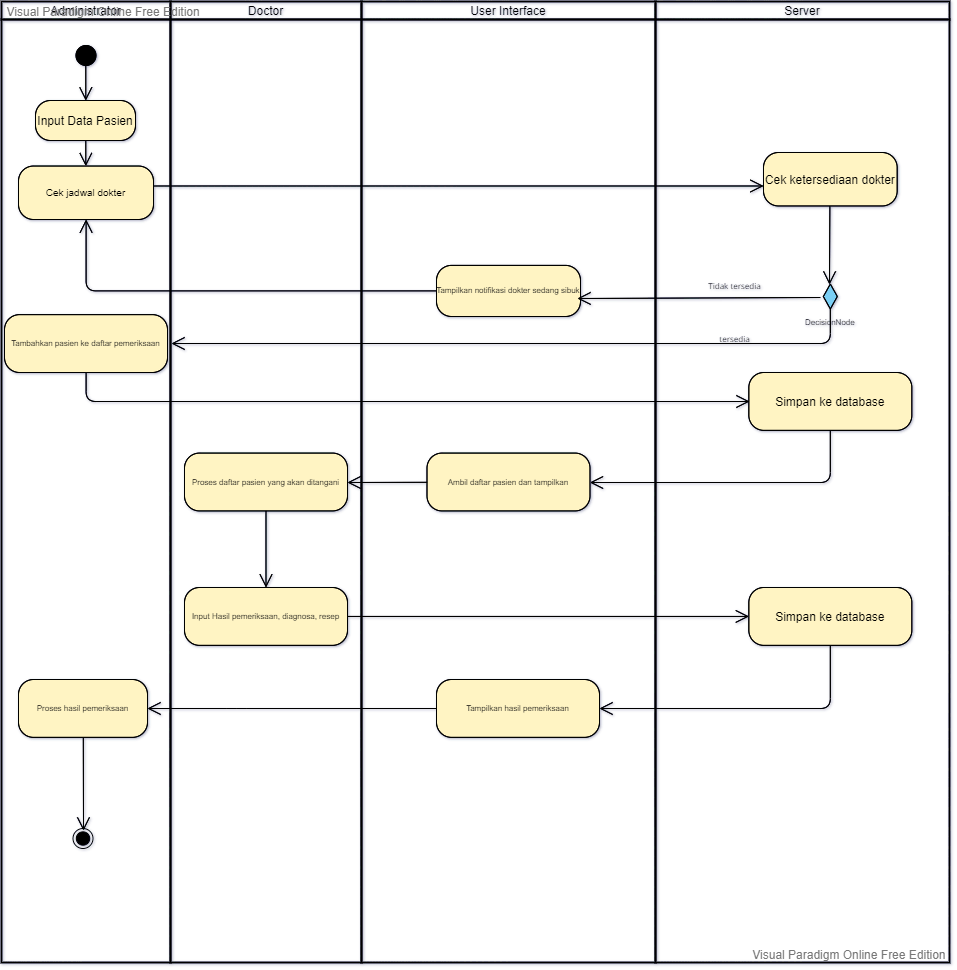 Visual Paradigm Online Free Edition
Administrator
Doctor
User Interface
Server
Input Data Pasien
Cek jadwal dokter
Cek ketersediaan dokter
Tampilkan notifikasi dokter sedang sibuk
Tidak tersedia
DecisionNode
tersedia
Tambahkan pasien ke daftar pemeriksaan
Simpan ke database
Proses daftar pasien yang akan ditangani
Ambil daftar pasien dan tampilkan
Input Hasil pemeriksaan, diagnosa, resep
Simpan ke database
Proses hasil pemeriksaan
Tampilkan hasil pemeriksaan
Visual Paradigm Online Free Edition